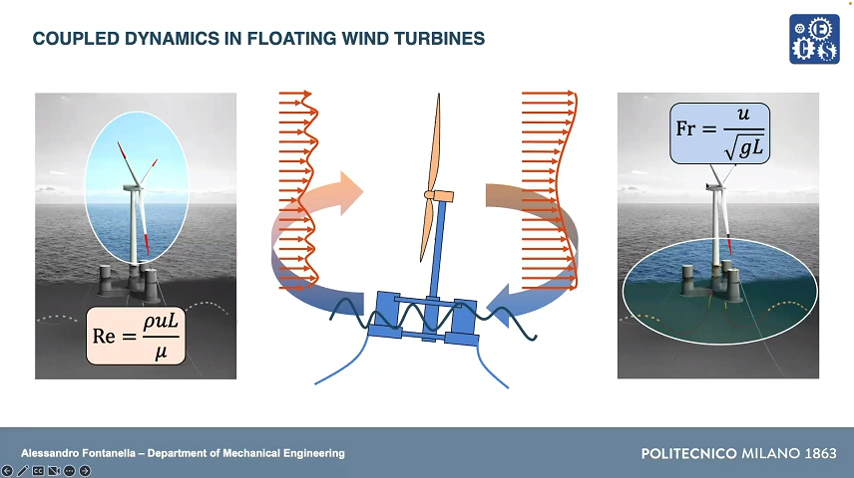 COUPLED DYNAMICS IN FLOATING WIND TURBINES
Re = ρuL / μ
Fr = u / √gL
Alessandro Fontanella – Department of Mechanical Engineering
POLITECNICO MILANO 1863